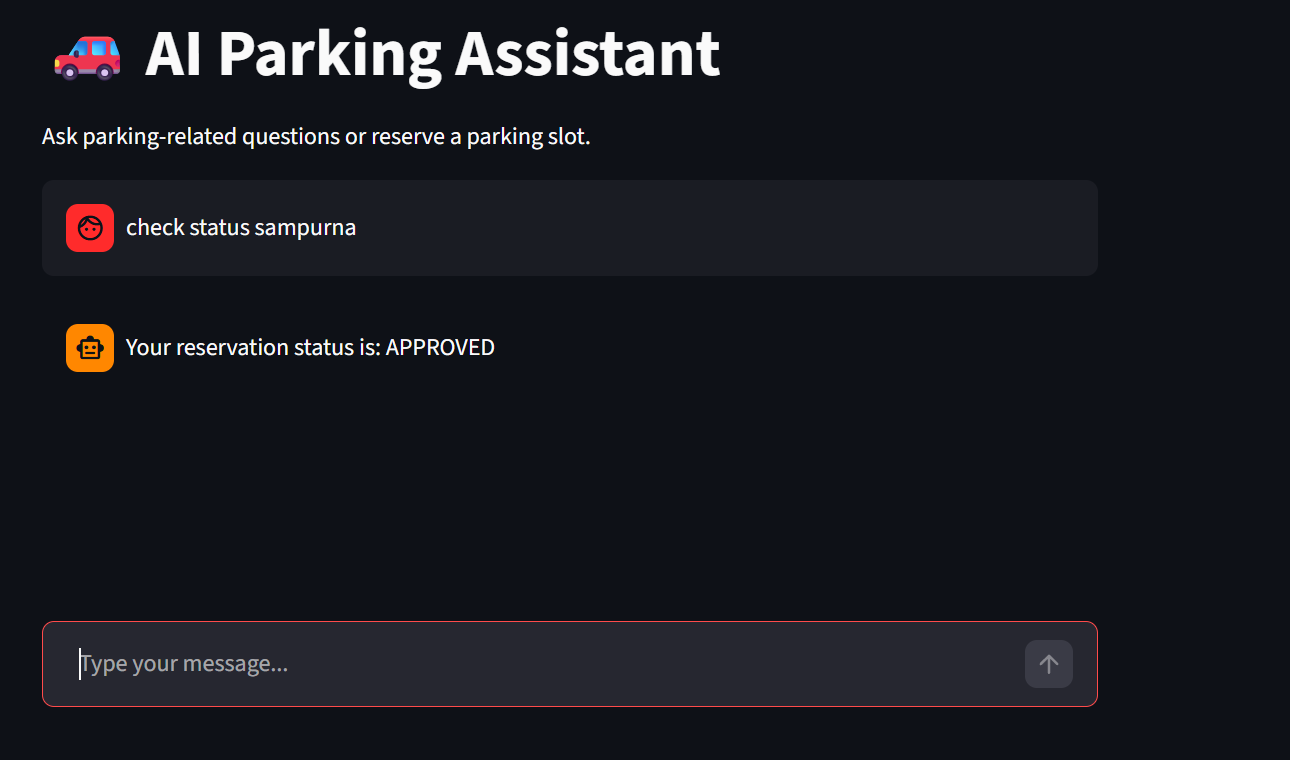 AI Parking Assistant
Ask parking-related questions or reserve a parking slot.
check status sampurna
Your reservation status is: APPROVED
Type your message...